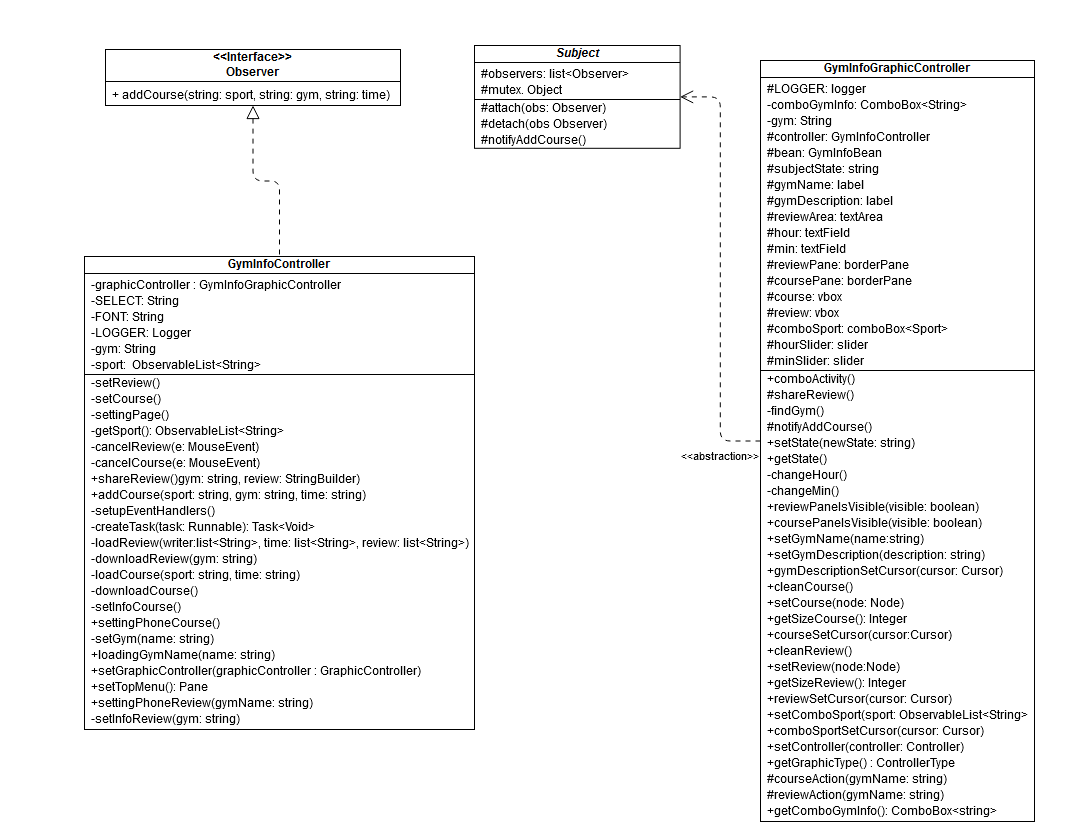 <<Interface>>
Observer
+ addCourse(string: sport, string: gym, string: time)
Subject
#observers: list<Observer>
#mutex. Object
#attach(obs: Observer)
#detach(obs Observer)
#notifyAddCourse()
GymInfoGraphicController
#LOGGER: logger
-comboGymInfo: ComboBox<String>
-gym: String
#controller: GymInfoController
#bean: GymInfoBean
#subjectState: string
#gymName: label
#gymDescription: label
#reviewArea: textArea
#hour: textField
#min: textField
#reviewPane: borderPane
#coursePane: borderPane
#course: vbox
#review: vbox
#comboSport: comboBox<Sport>
#hourSlider: slider
#minSlider: slider
+comboActivity()
#shareReview()
-findGym()
#notifyAddCourse()
+setState(newState: string)
+getState()
-changeHour()
-changeMin()
+reviewPaneIsVisible(visible: boolean)
+coursePaneIsVisible(visible: boolean)
+setGymName(name:string)
+setGymDescription(description: string)
+gymDescriptionSetCursor(cursor: Cursor)
+cleanCourse()
+setCourse(node: Node)
+getSizeCourse(): Integer
+courseSetCursor(cursor:Cursor)
+cleanReview()
+setReview(node:Node)
+getSizeReview(): Integer
+reviewSetCursor(cursor: Cursor)
+setComboSport(sport: ObservableList<String>
+comboSportSetCursor(cursor: Cursor)
+setController(controller: Controller)
+getGraphicType() : ControllerType
#courseAction(gymName: string)
#reviewAction(gymName: string)
+getComboGymInfo(): ComboBox<string>
<<abstraction>>
GymInfoController
-graphicController : GymInfoGraphicController
-SELECT: String
-FONT: String
-LOGGER: Logger
-gym: String
-sport:  ObservableList<String>
-setReview()
-setCourse()
-settingPage()
-getSport(): ObservableList<String>
-cancelReview(e: MouseEvent)
-cancelCourse(e: MouseEvent)
+shareReview()gym: string, review: StringBuilder)
+addCourse(sport: string, gym: string, time: string)
-setupEventHandlers()
-createTask(task: Runnable): Task<Void>
-loadReview(writer:list<String>, time: list<String>, review: list<String>)
-downloadReview(gym: string)
-loadCourse(sport: string, time: string)
-downloadCourse()
-setInfoCourse()
+settingPhoneCourse()
-setGym(name: string)
+loadingGymName(name: string)
+setGraphicController(graphicController : GraphicController)
+setTopMenu(): Pane
+settingPhoneReview(gymName: string)
-setInfoReview(gym: string)